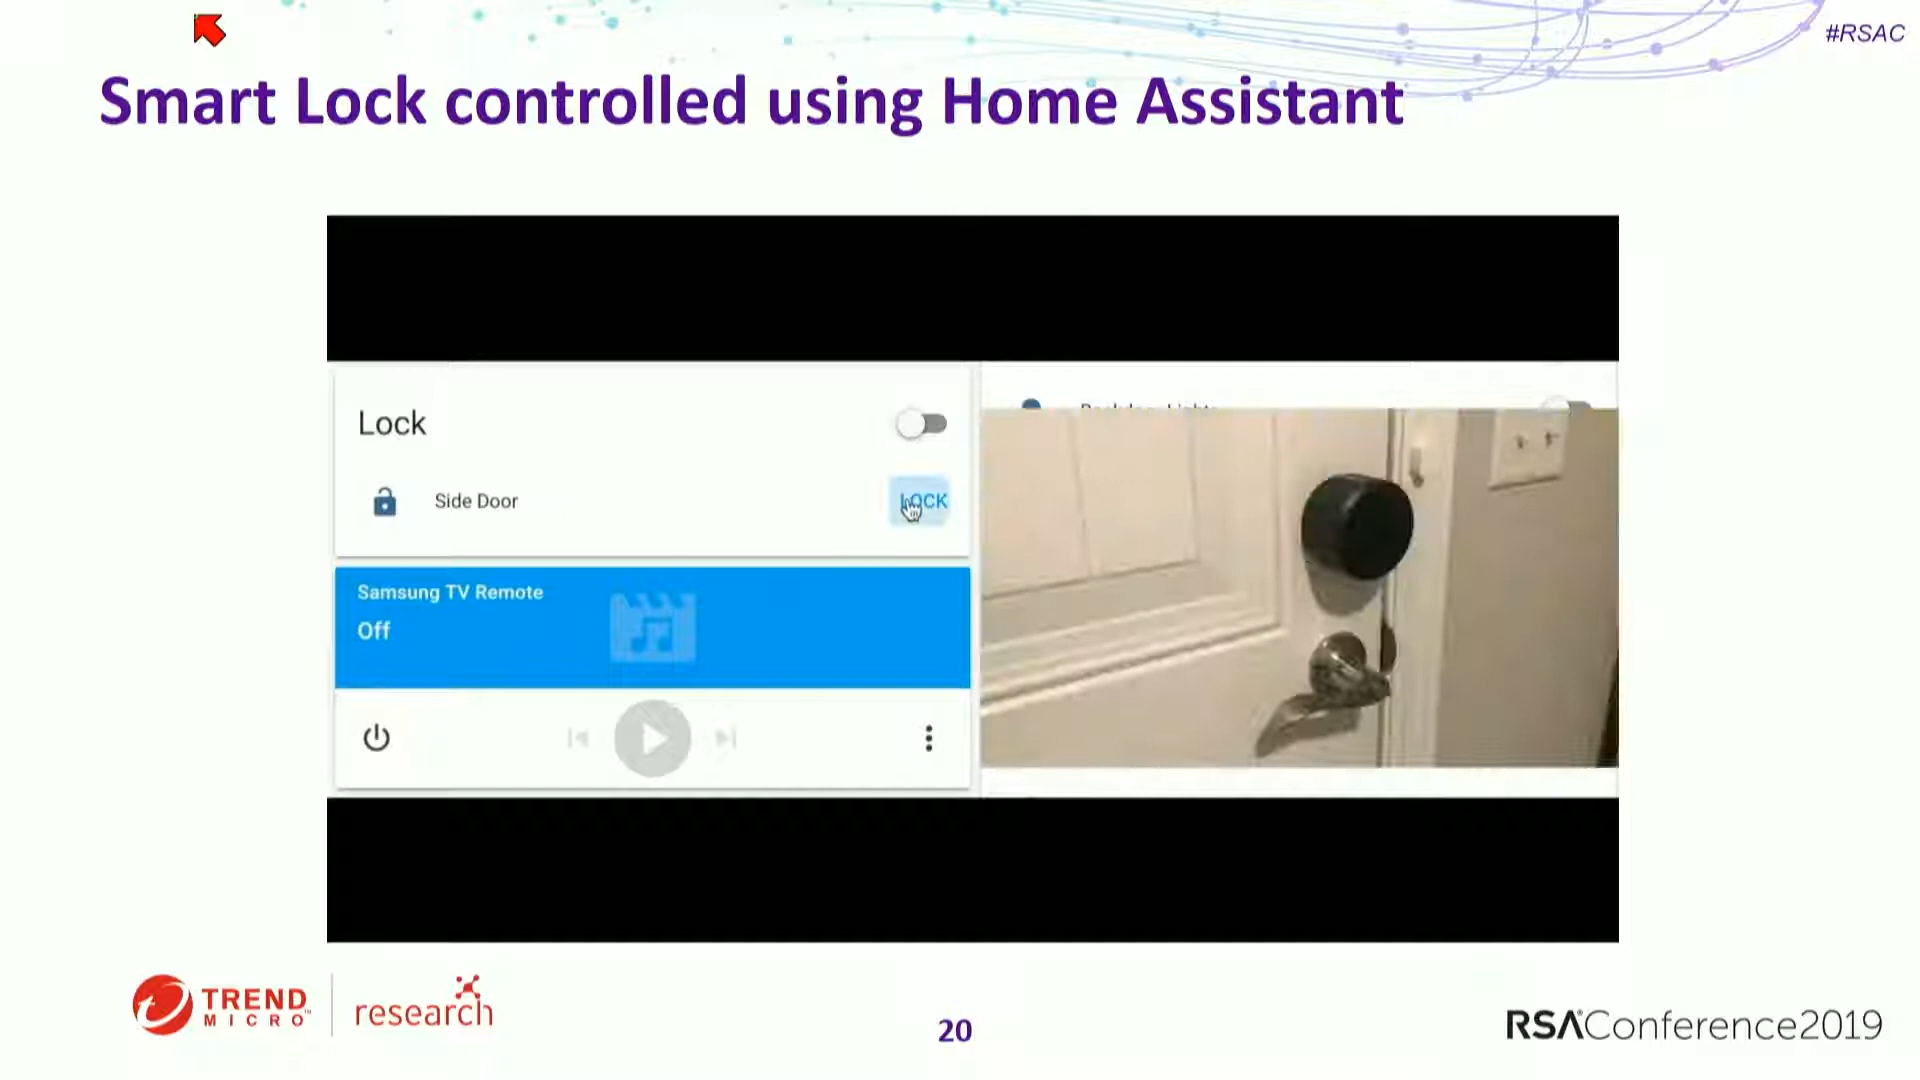 #RSAC
Smart Lock controlled using Home Assistant
Lock
Side Door
LOCK
Samsung TV Remote
Off
TREND
MICRO
research
20
RSAConference2019